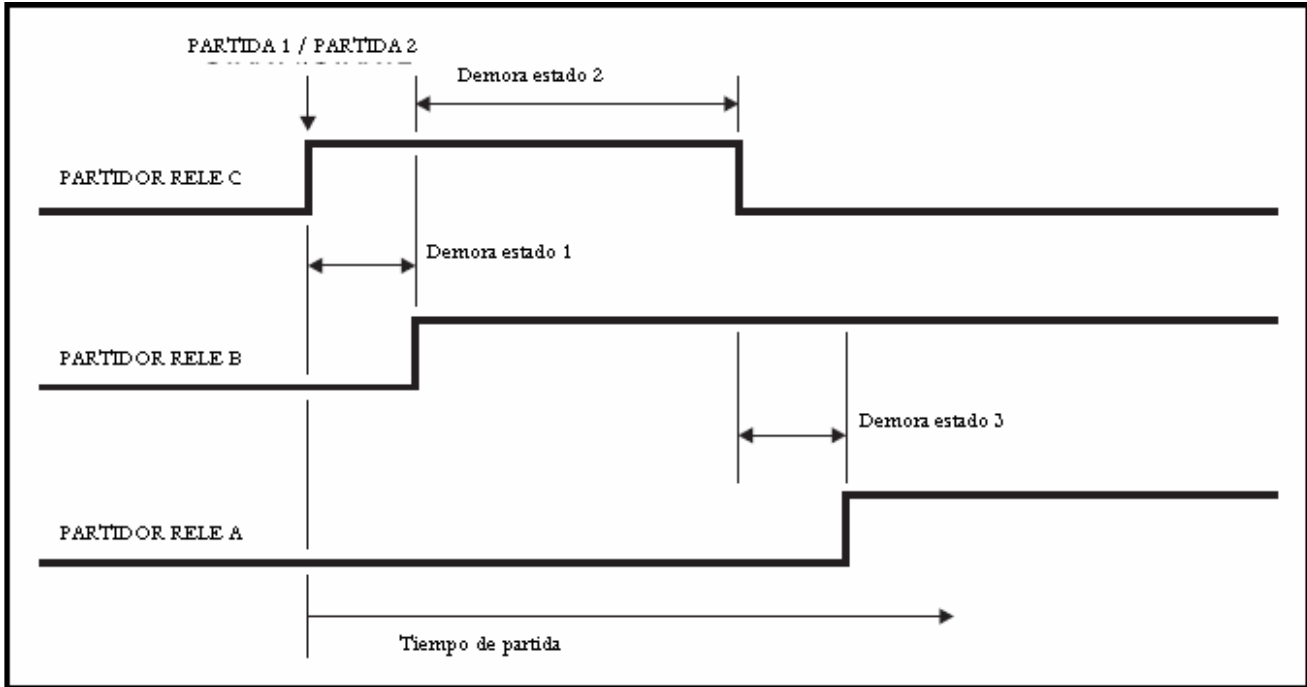 PARTIDA 1 / PARTIDA 2
Demora estado 2
PARTIDOR RELE C
Demora estado 1
PARTIDOR RELE B
Demora estado 3
PARTIDOR RELE A
Tiempo de partida